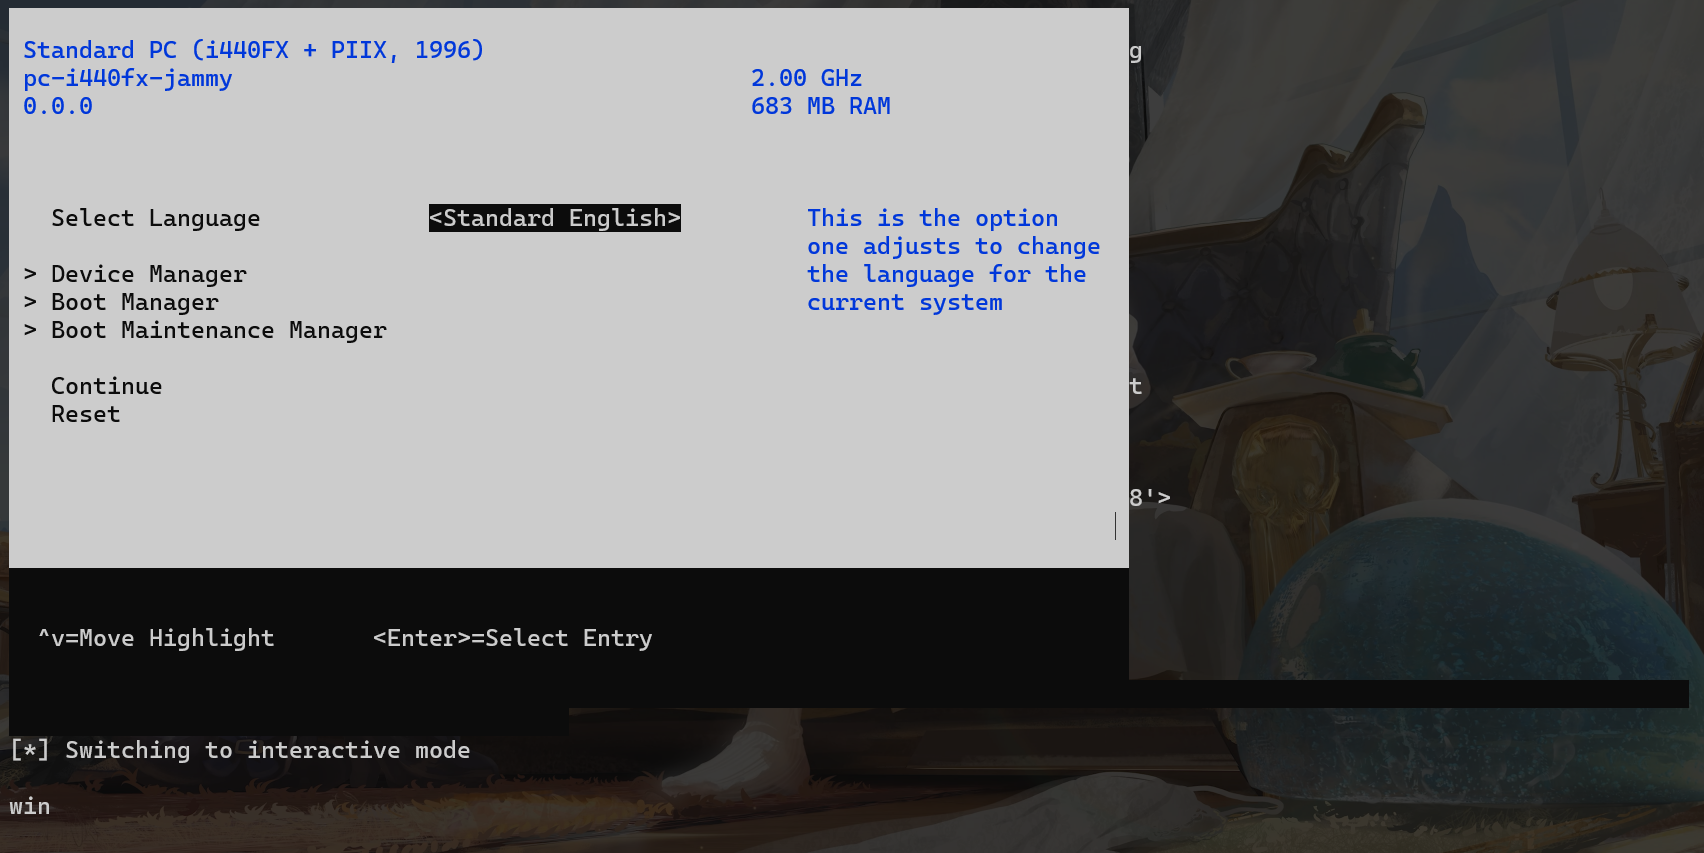 g
Standard PC (i440FX + PIIX, 1996)
pc-i440fx-jammy 2.00 GHz
0.0.0 683 MB RAM
Select Language <Standard English> This is the option
one adjusts to change
> Device Manager the language for the
> Boot Manager current system
> Boot Maintenance Manager
Continue t
Reset
8'>
^v=Move Highlight <Enter>=Select Entry
[*] Switching to interactive mode
win